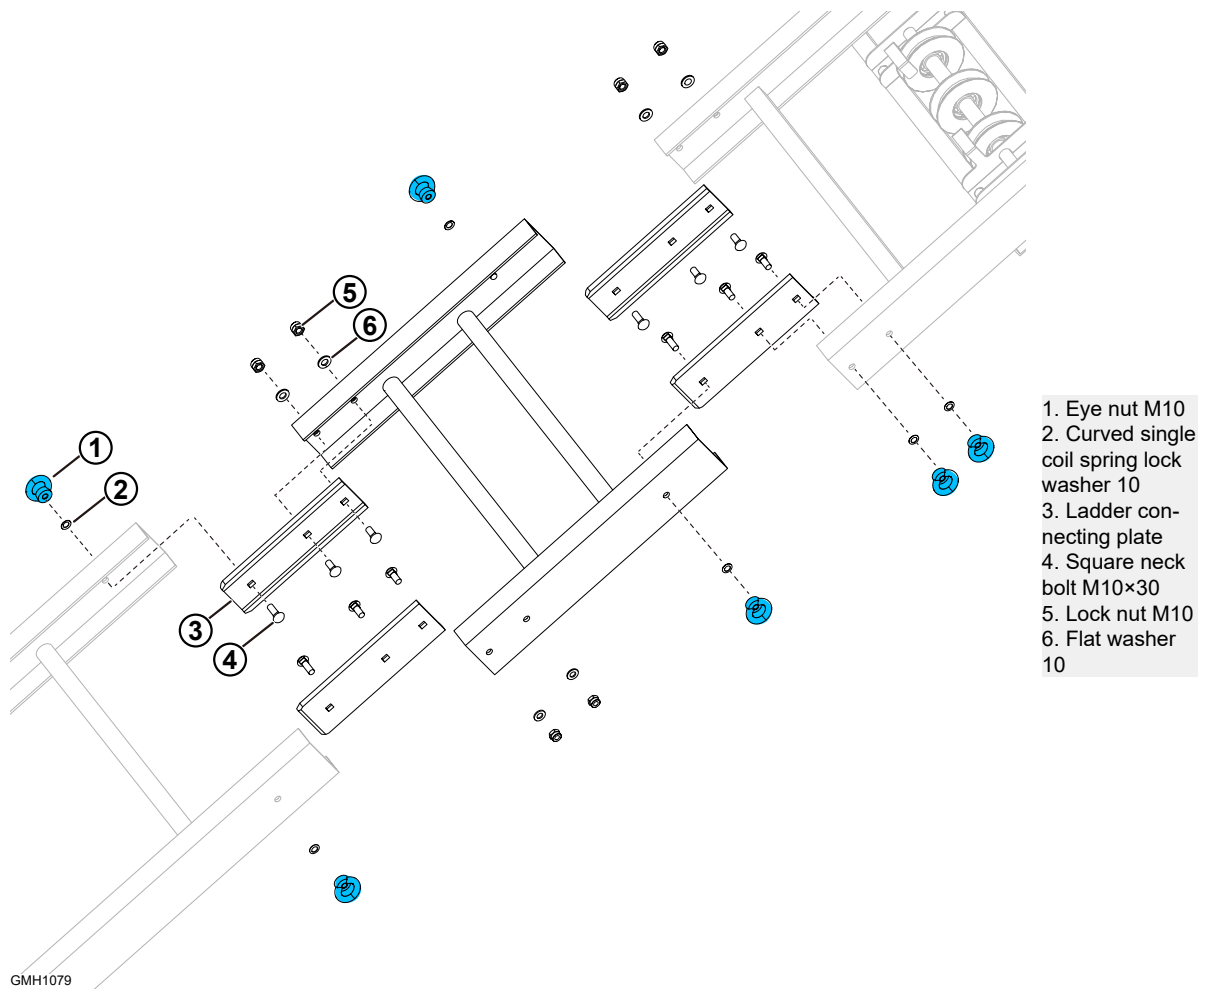 5
6
1
2
3
4
1. Eye nut M10
2. Curved single
coil spring lock
washer 10
3. Ladder con-
necting plate
4. Square neck
bolt M10×30
5. Lock nut M10
6. Flat washer
10
GMH1079